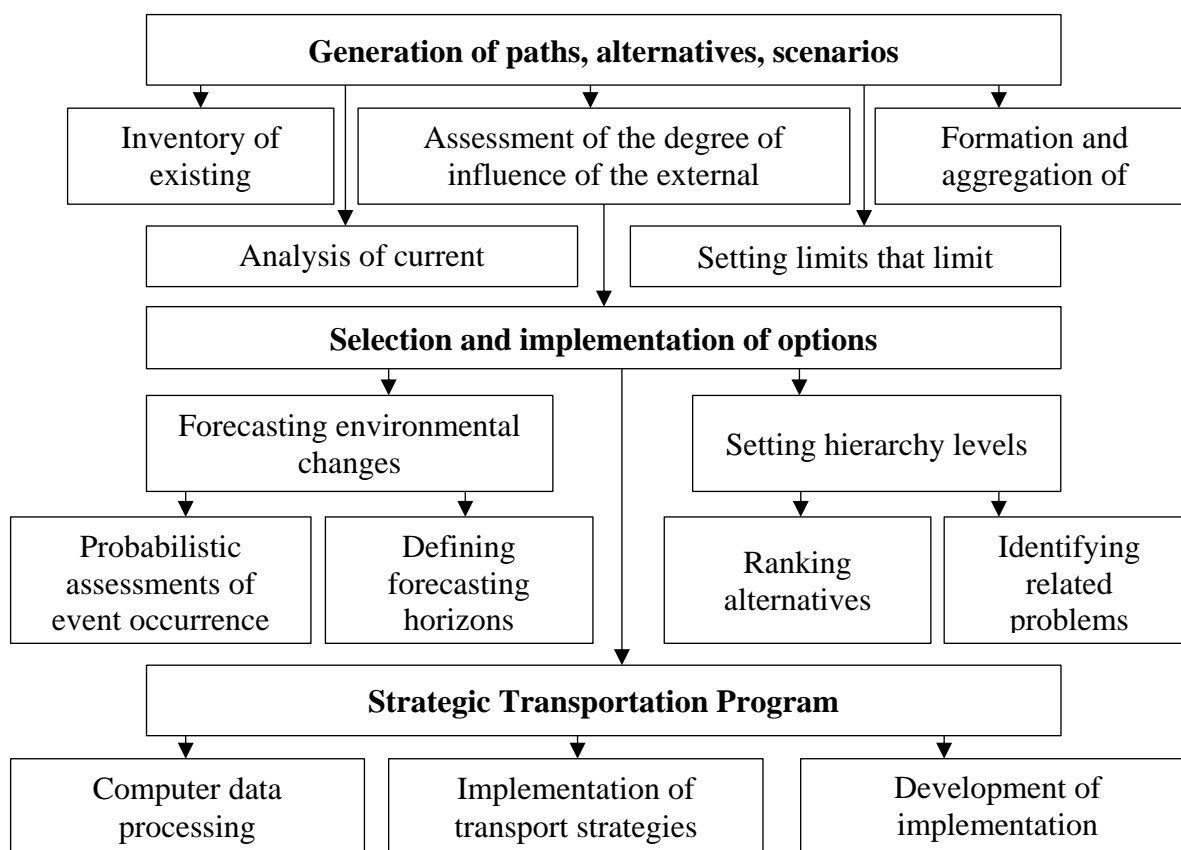 Generation of paths, alternatives, scenarios
Inventory of
existing
Assessment of the degree of
influence of the external
Formation and
aggregation of
Analysis of current
Setting limits that limit
Selection and implementation of options
Forecasting environmental
changes
Setting hierarchy levels
Probabilistic
assessments of
event occurrence
Defining
forecasting
horizons
Ranking
alternatives
Identifying
related
problems
Strategic Transportation Program
Computer data
processing
Implementation of
transport strategies
Development of
implementation